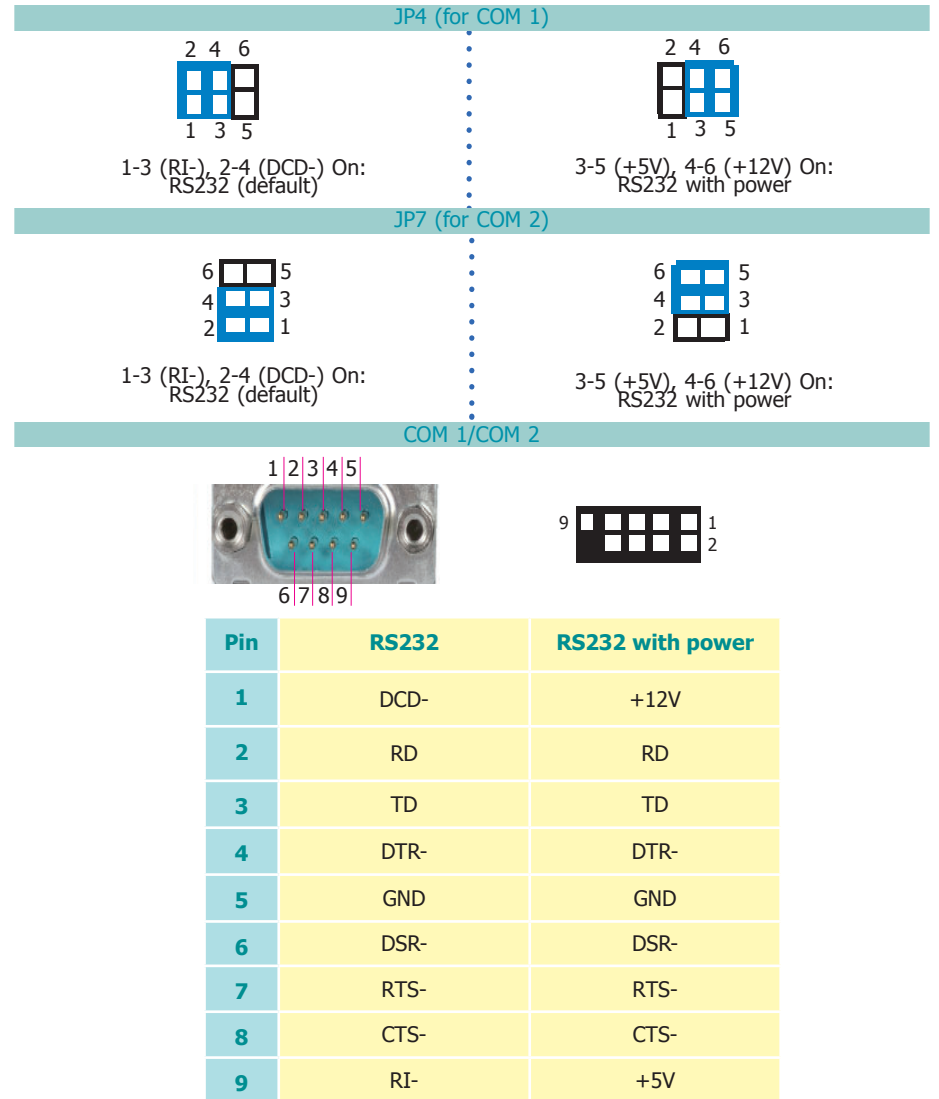 JP4 (for COM 1)
2 4 6
1 3 5
1-3 (RI-), 2-4 (DCD-) On:
RS232 (default)
2 4 6
1 3 5
3-5 (+5V), 4-6 (+12V) On:
RS232 with power
JP7 (for COM 2)
6 5
4 3
2 1
1-3 (RI-), 2-4 (DCD-) On:
RS232 (default)
6 5
4 3
2 1
3-5 (+5V), 4-6 (+12V) On:
RS232 with power
COM 1/COM 2
1 2 3 4 5
6 7 8 9
9 1
2
Pin RS232 RS232 with power
1 DCD- +12V
2 RD RD
3 TD TD
4 DTR- DTR-
5 GND GND
6 DSR- DSR-
7 RTS- RTS-
8 CTS- CTS-
9 RI- +5V